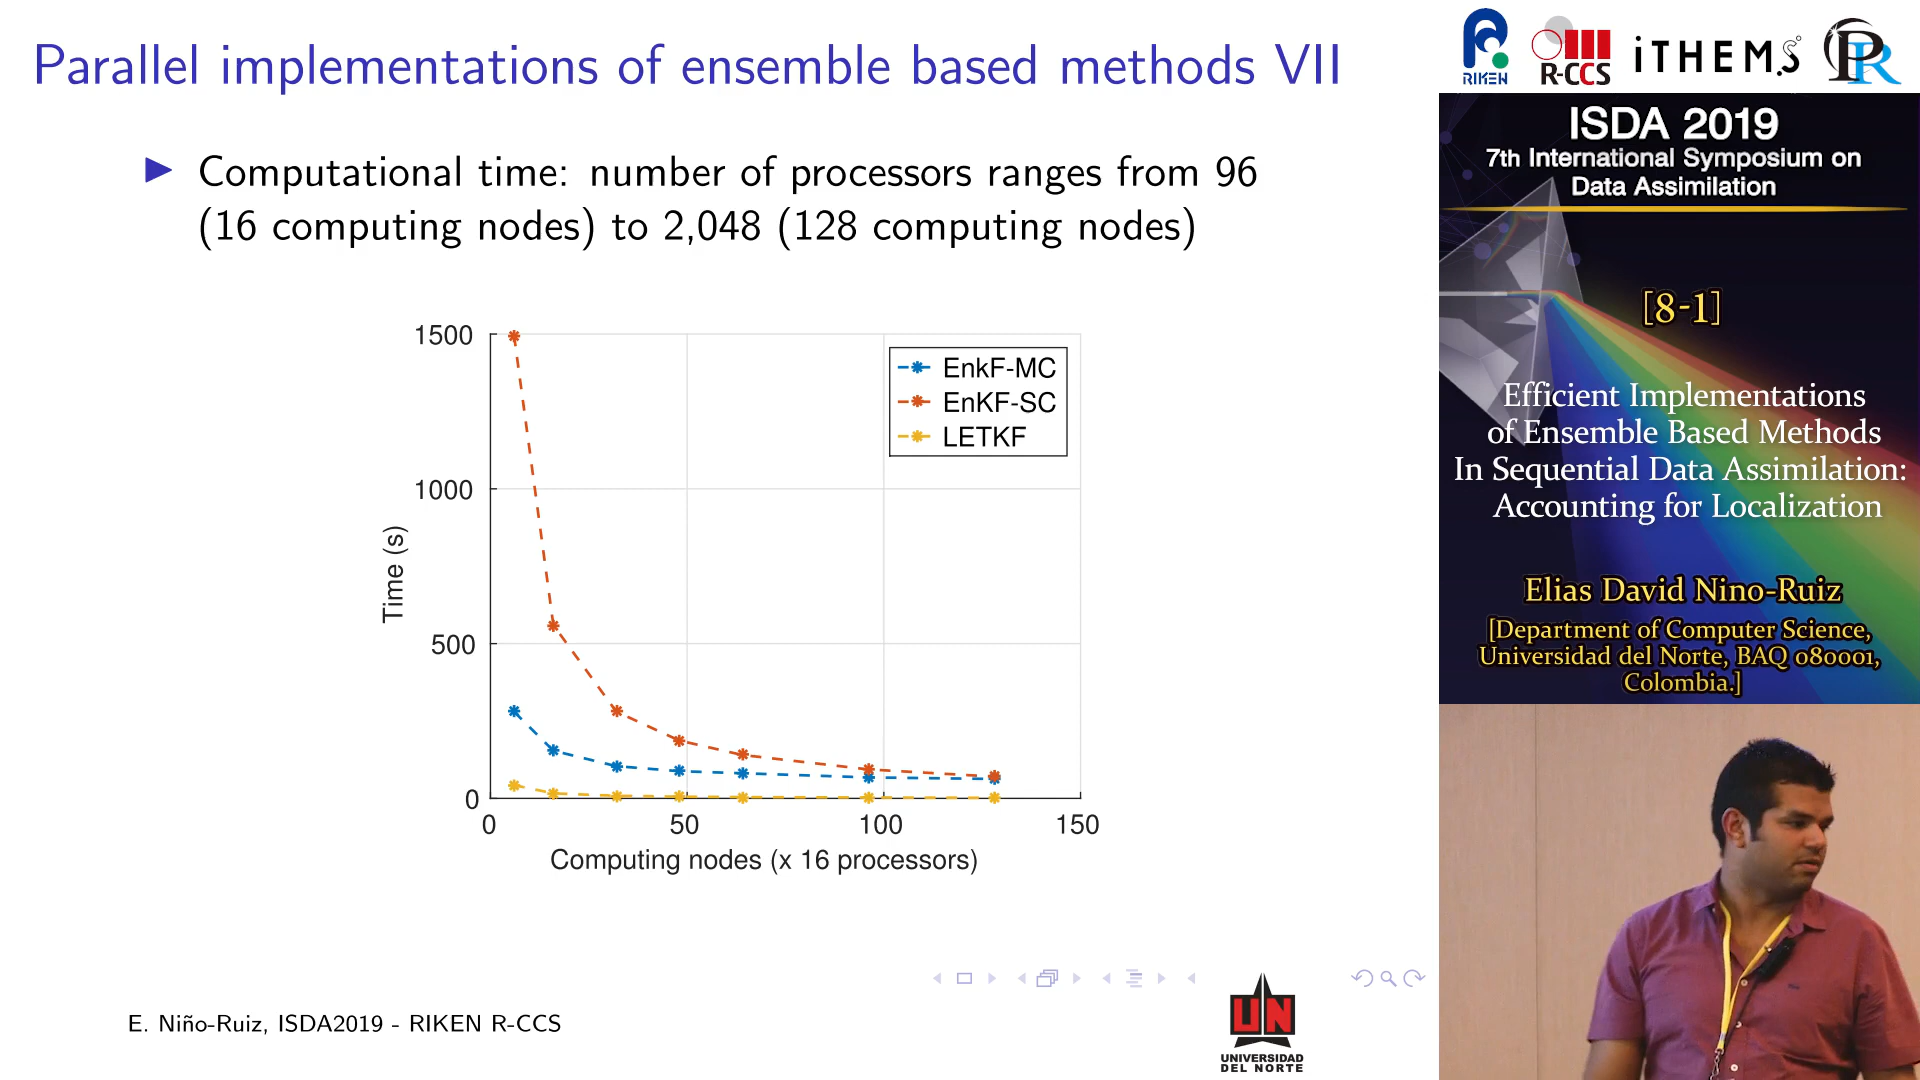 Parallel implementations of ensemble based methods VII
▶ Computational time: number of processors ranges from 96
(16 computing nodes) to 2,048 (128 computing nodes)
1500
1000
500
0
Time (s)
EnkF-MC
EnKF-SC
LETKF
0 50 100 150
Computing nodes (x 16 processors)
E. Niño-Ruiz, ISDA2019 - RIKEN R-CCS
UN
UNIVERSIDAD
DEL NORTE
RIKEN
R-CCS
iTHEMS
PR
ISDA 2019
7th International Symposium on
Data Assimilation
[8-1]
Efficient Implementations
of Ensemble Based Methods
In Sequential Data Assimilation:
Accounting for Localization
Elias David Nino-Ruiz
[Department of Computer Science,
Universidad del Norte, BAQ 080001,
Colombia.]